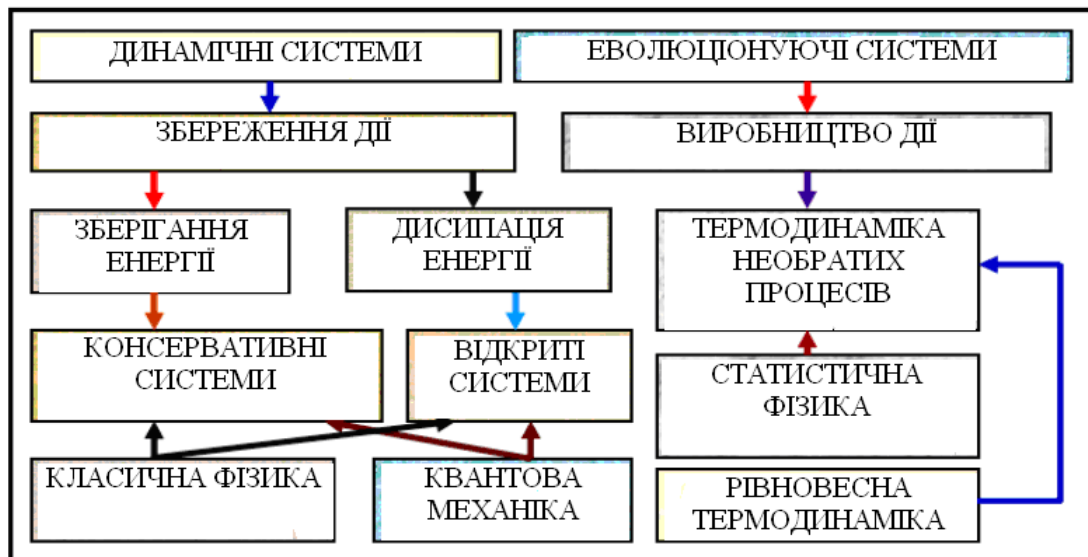 ДИНАМІЧНІ СИСТЕМИ
ЕВОЛЮЦІОНУЮЧІ СИСТЕМИ
ЗБЕРЕЖЕННЯ ДІЇ
ВИРОБНИЦТВО ДІЇ
ЗБЕРІГАННЯ
ЕНЕРГІЇ
ДИСИПАЦІЯ
ЕНЕРГІЇ
ТЕРМОДИНАМІКА
НЕОБРАТИХ
ПРОЦЕСІВ
КОНСЕРВАТИВНІ
СИСТЕМИ
ВІДКРИТІ
СИСТЕМИ
СТАТИСТИЧНА
ФІЗИКА
КЛАСИЧНА ФІЗИКА
КВАНТОВА
МЕХАНІКА
РІВНОВЕСНА
ТЕРМОДИНАМІКА